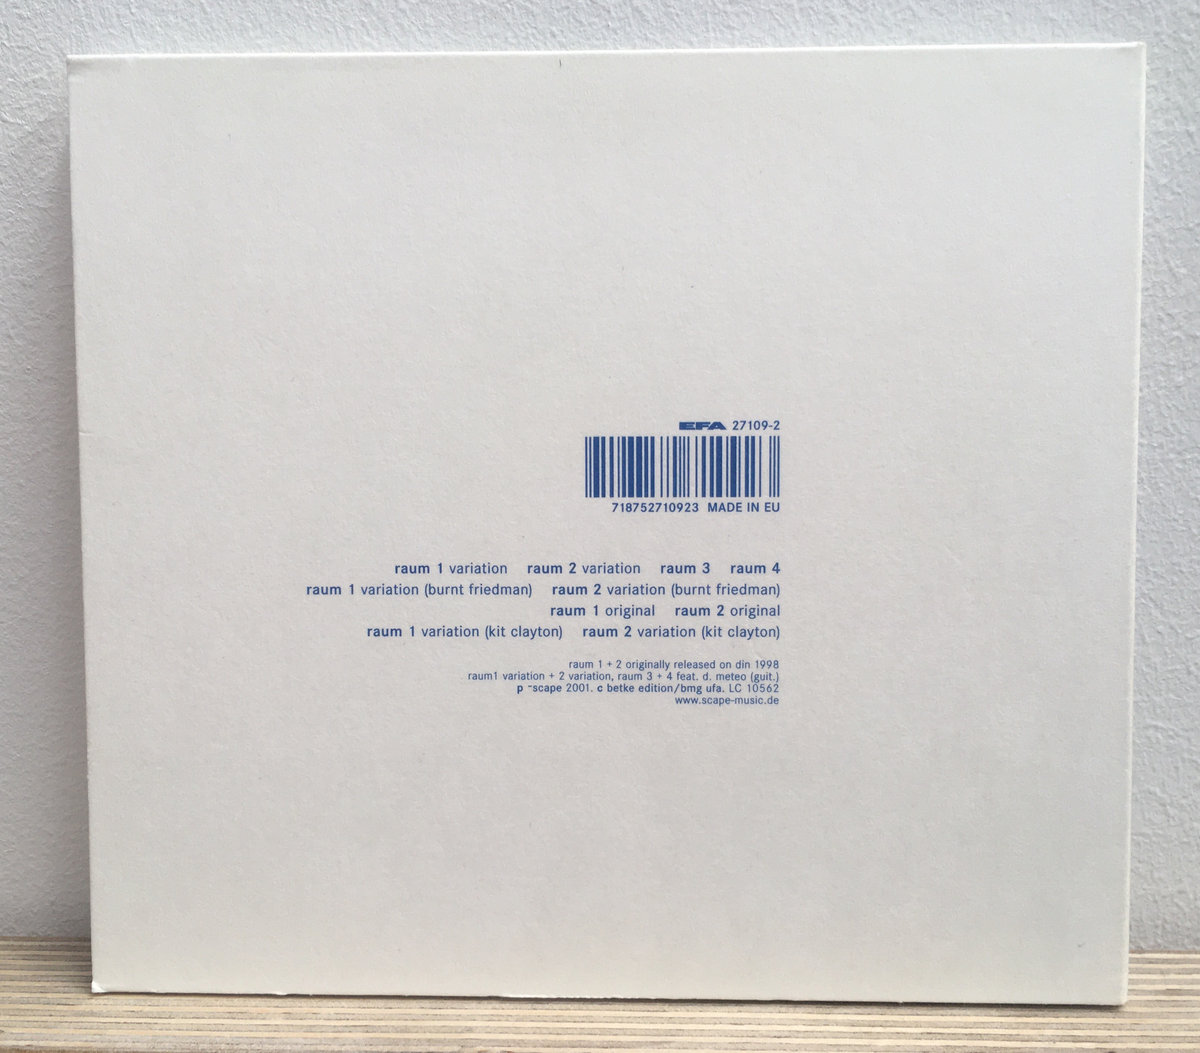 EFA 27109-2
718752710923 MADE IN EU
raum 1 variation raum 2 variation raum 3 raum 4
raum 1 variation (burnt friedman) raum 2 variation (burnt friedman)
raum 1 original raum 2 original
raum 1 variation (kit clayton) raum 2 variation (kit clayton)
raum 1 + 2 originally released on din 1998
raum1 variation + 2 variation, raum 3 + 4 feat. d. meteo (guit.)
p ~scape 2001. c betke edition/bmg ufa. LC 10562
www.scape-music.de